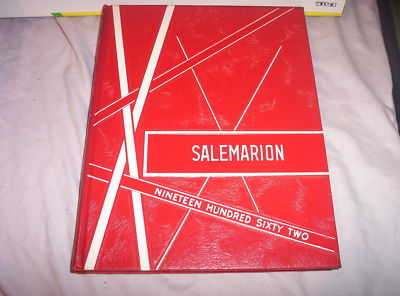 SALEMARION
NINETEEN HUNDRED SIXTY TWO